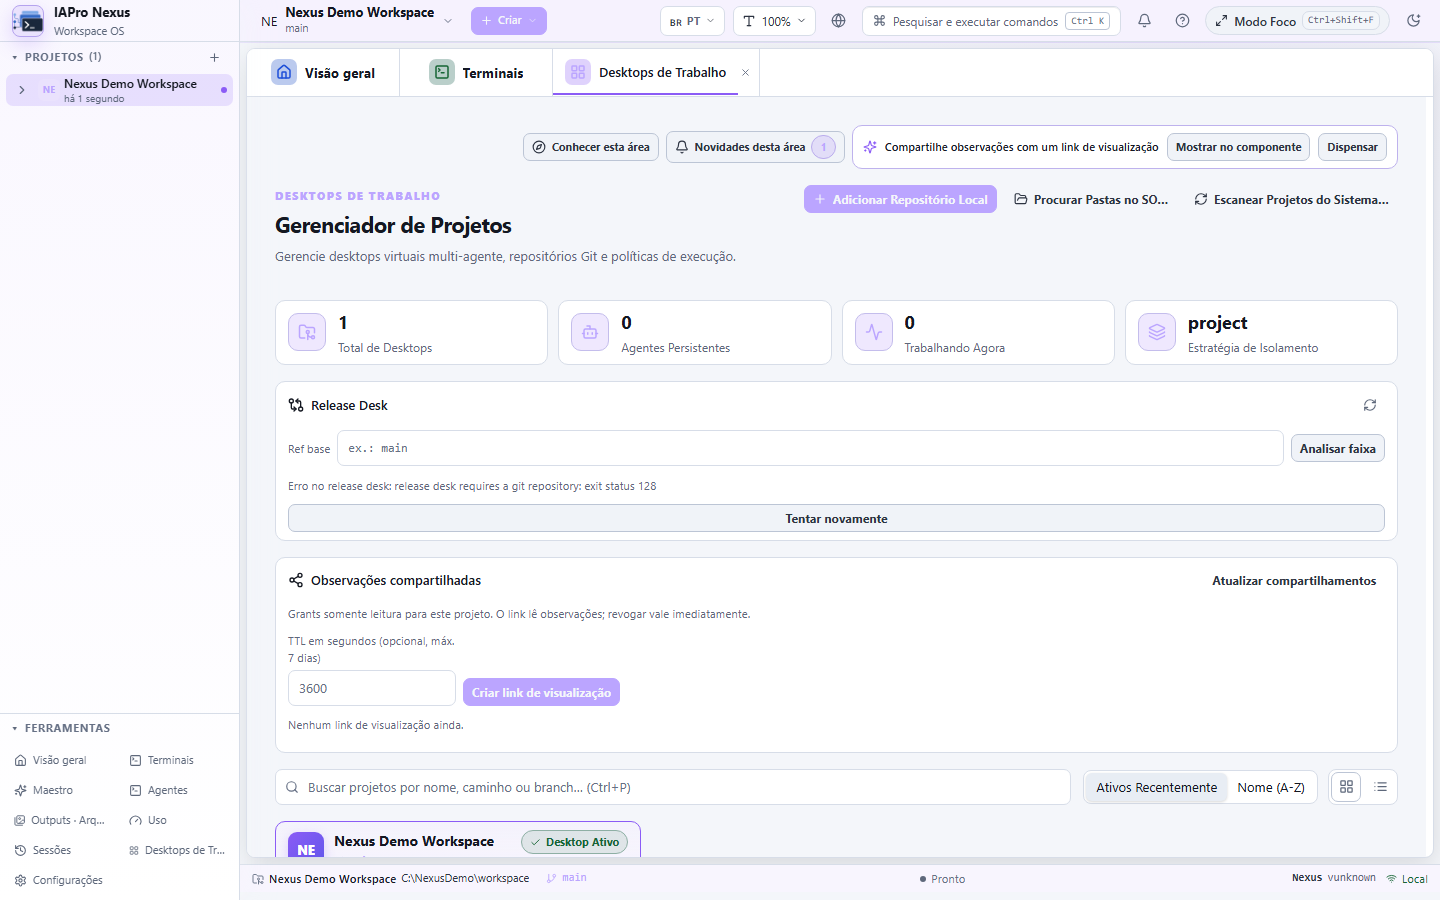 IAPro Nexus
Workspace OS
NE
Nexus Demo Workspace
main
Criar
BR PT
100%
Pesquisar e executar comandos
Ctrl K
Modo Foco
Ctrl+Shift+F
PROJETOS (1)
NE
Nexus Demo Workspace
há 1 segundo
Visão geral
Terminais
Desktops de Trabalho
Conhecer esta área
Novidades desta área
1
Compartilhe observações com um link de visualização
Mostrar no componente
Dispensar
DESKTOPS DE TRABALHO
Gerenciador de Projetos
Gerencie desktops virtuais multi-agente, repositórios Git e políticas de execução.
Adicionar Repositório Local
Procurar Pastas no SO...
Escanear Projetos do Sistema...
1
Total de Desktops
0
Agentes Persistentes
0
Trabalhando Agora
project
Estratégia de Isolamento
Release Desk
Ref base
ex.: main
Analisar faixa
Erro no release desk: release desk requires a git repository: exit status 128
Tentar novamente
Observações compartilhadas
Atualizar compartilhamentos
Grants somente leitura para este projeto. O link lê observações; revogar vale imediatamente.
TTL em segundos (opcional, máx.
7 dias)
3600
Criar link de visualização
Nenhum link de visualização ainda.
Buscar projetos por nome, caminho ou branch... (Ctrl+P)
Ativos Recentemente
Nome (A-Z)
NE
Nexus Demo Workspace
Desktop Ativo
FERRAMENTAS
Visão geral
Terminais
Maestro
Agentes
Outputs · Arq...
Uso
Sessões
Desktops de Tr...
Configurações
Nexus Demo Workspace
C:\NexusDemo\workspace
main
Pronto
Nexus vunknown
Local